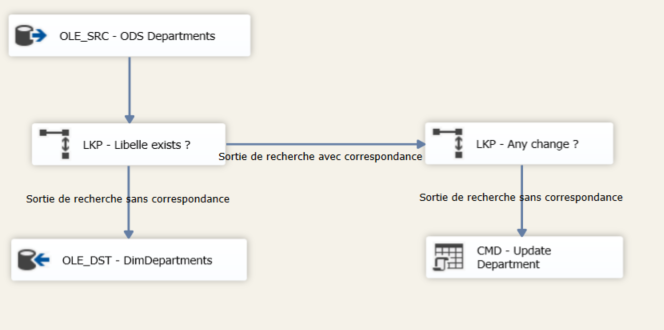 OLE_SRC - ODS Departments
LKP - Libelle exists ?
Sortie de recherche avec correspondance
LKP - Any change ?
Sortie de recherche sans correspondance
Sortie de recherche sans correspondance
OLE_DST - DimDepartments
CMD - Update
Department